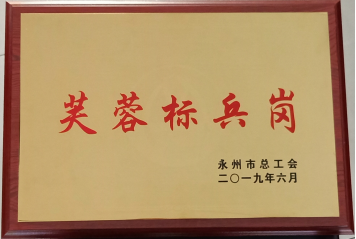 芙蓉标兵岗
永州市总工会
二〇一九年六月